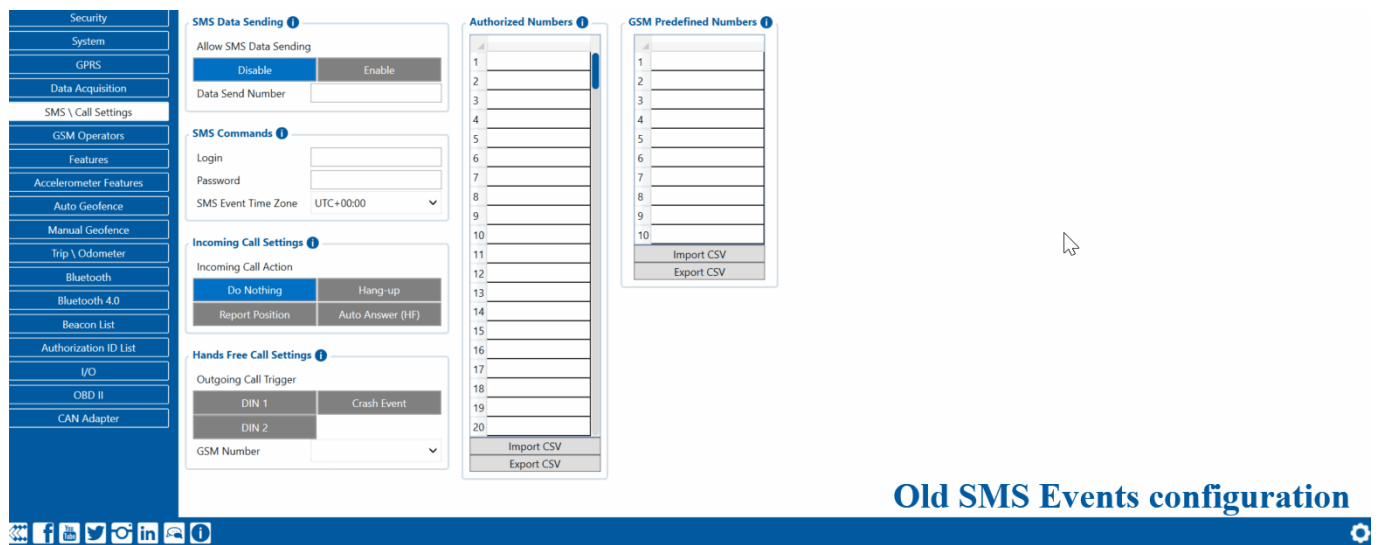 Security
System
GPRS
Data Acquisition
SMS \ Call Settings
GSM Operators
Features
Accelerometer Features
Auto Geofence
Manual Geofence
Trip \ Odometer
Bluetooth
Bluetooth 4.0
Beacon List
Authorization ID List
I/O
OBD II
CAN Adapter
SMS Data Sending i
Allow SMS Data Sending
Disable Enable
Data Send Number
SMS Commands i
Login
Password
SMS Event Time Zone UTC+00:00
Incoming Call Settings i
Incoming Call Action
Do Nothing Hang-up
Report Position Auto Answer (HF)
Hands Free Call Settings i
Outgoing Call Trigger
DIN 1 Crash Event
DIN 2
GSM Number
Authorized Numbers i
1
2
3
4
5
6
7
8
9
10
11
12
13
14
15
16
17
18
19
20
Import CSV
Export CSV
GSM Predefined Numbers i
1
2
3
4
5
6
7
8
9
10
Import CSV
Export CSV
Old SMS Events configuration
f You Tube in i